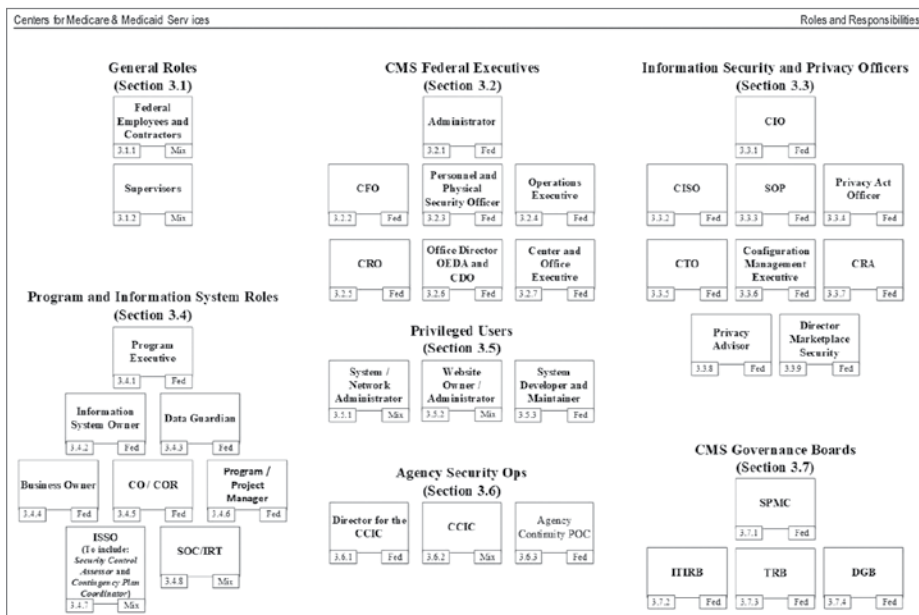 Centers for Medicare & Medicaid Services
Roles and Responsibilities
General Roles
(Section 3.1)
Federal
Employees and
Contractors
3.1.1 Mix
Supervisors
3.1.2 Mix
CMS Federal Executives
(Section 3.2)
Administrator
3.2.1 Fed
CFO
3.2.2 Fed
Personnel and
Physical
Security Officer
3.2.3 Fed
Operations
Executive
3.2.4 Fed
CRO
3.2.5 Fed
Office Director
OEDA and
CDO
3.2.6 Fed
Center and
Office
Executive
3.2.7 Fed
Information Security and Privacy Officers
(Section 3.3)
CIO
3.3.1 Fed
CISO
3.3.2 Fed
SOP
3.3.3 Fed
Privacy Act
Officer
3.3.4 Fed
CTO
3.3.5 Fed
Configuration
Management
Executive
3.3.6 Fed
CRA
3.3.7 Fed
Privacy
Advisor
3.3.8 Fed
Director
Marketplace
Security
3.3.9 Fed
Program and Information System Roles
(Section 3.4)
Program
Executive
3.4.1 Fed
Information
System Owner
3.4.2 Fed
Data Guardian
3.4.3 Fed
Business Owner
3.4.4 Fed
CO / COR
3.4.5 Fed
Program /
Project
Manager
3.4.6 Fed
ISSO
(To include:
Security Control
Assessor and
Contingency Plan
Coordinator)
3.4.7 Mix
SOC/IRT
3.4.8 Mix
Privileged Users
(Section 3.5)
System /
Network
Administrator
3.5.1 Mix
Website
Owner /
Administrator
3.5.2 Mix
System
Developer and
Maintainer
3.5.3 Fed
Agency Security Ops
(Section 3.6)
Director for the
CCIC
3.6.1 Fed
CCIC
3.6.2 Mix
Agency
Continuity POC
3.6.3 Fed
CMS Governance Boards
(Section 3.7)
SPMC
3.7.1 Fed
ITIRB
3.7.2 Fed
TRB
3.7.3 Fed
DGB
3.7.4 Fed